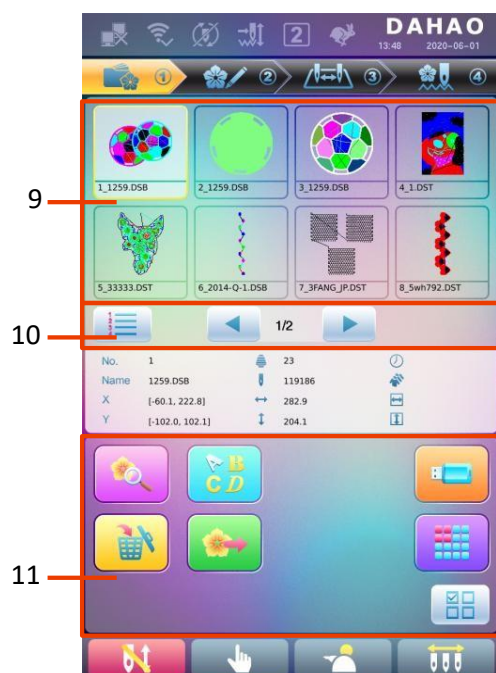 2
DAHAO
13:48 2020-06-01
① ② ③ ④
9
1_1259.DSB 2_1259.DSB 3_1259.DSB 4_1.DST
5_33333.DST 6_2014-Q-1.DSB 7_3FANG_JP.DST 8_5wh792.DST
10
1/2
No. 1 23
Name 1259.DSB 119186
X [-60.1, 222.8] 282.9
Y [-102.0, 102.1] 204.1
A B
C D
11